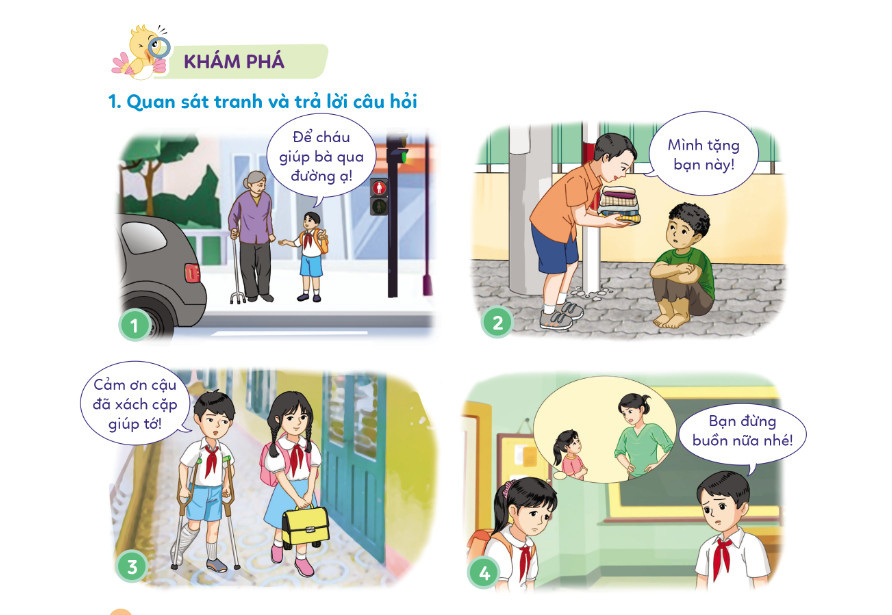 KHÁM PHÁ
1. Quan sát tranh và trả lời câu hỏi
Để cháu
giúp bà qua
đường ạ!
1
Mình tặng
bạn này!
2
Cảm ơn cậu
đã xách cặp
giúp tớ!
3
Bạn đừng
buồn nữa nhé!
4